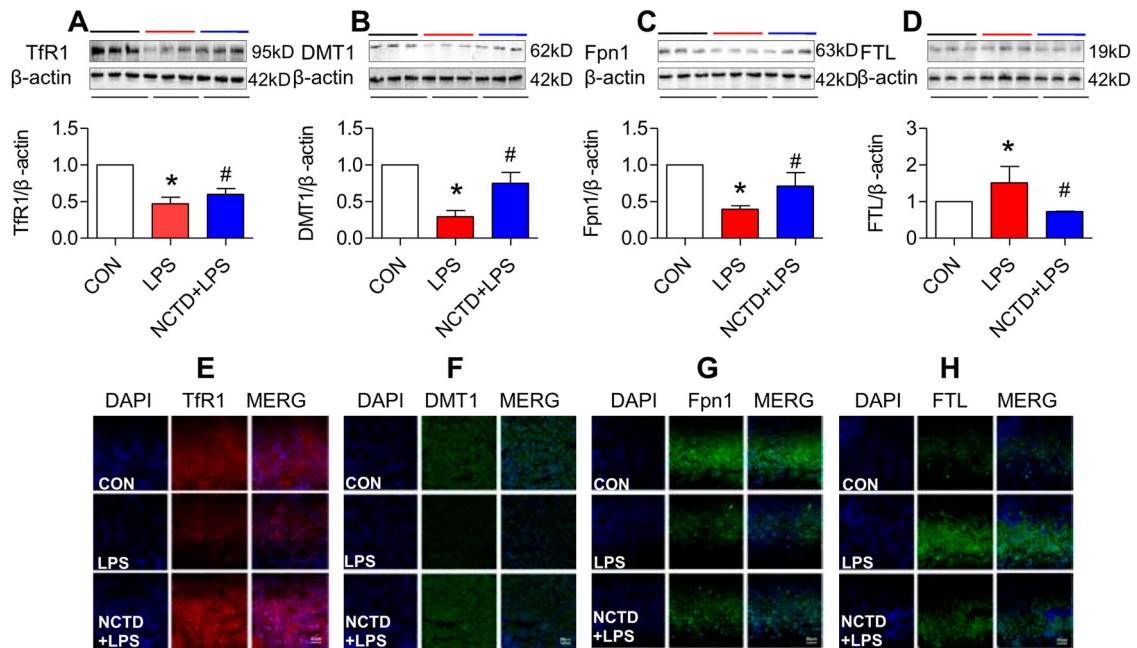 A
TfR1
95kD
β-actin
42kD
TfR1/β-actin
1.5
1.0
0.5
0.0
*
#
CON
LPS
NCTD+LPS
B
DMT1
62kD
β-actin
42kD
DMT1/β-actin
1.5
1.0
0.5
0.0
*
#
CON
LPS
NCTD+LPS
C
Fpn1
63kD
β-actin
42kD
Fpn1/β-actin
1.5
1.0
0.5
0.0
*
#
CON
LPS
NCTD+LPS
D
FTL
19kD
β-actin
42kD
FTL/β-actin
3
2
1
0
*
#
CON
LPS
NCTD+LPS
E
DAPI TfR1 MERG
CON
LPS
NCTD
+LPS
F
DAPI DMT1 MERG
CON
LPS
NCTD
+LPS
G
DAPI Fpn1 MERG
CON
LPS
NCTD
+LPS
H
DAPI FTL MERG
CON
LPS
NCTD
+LPS